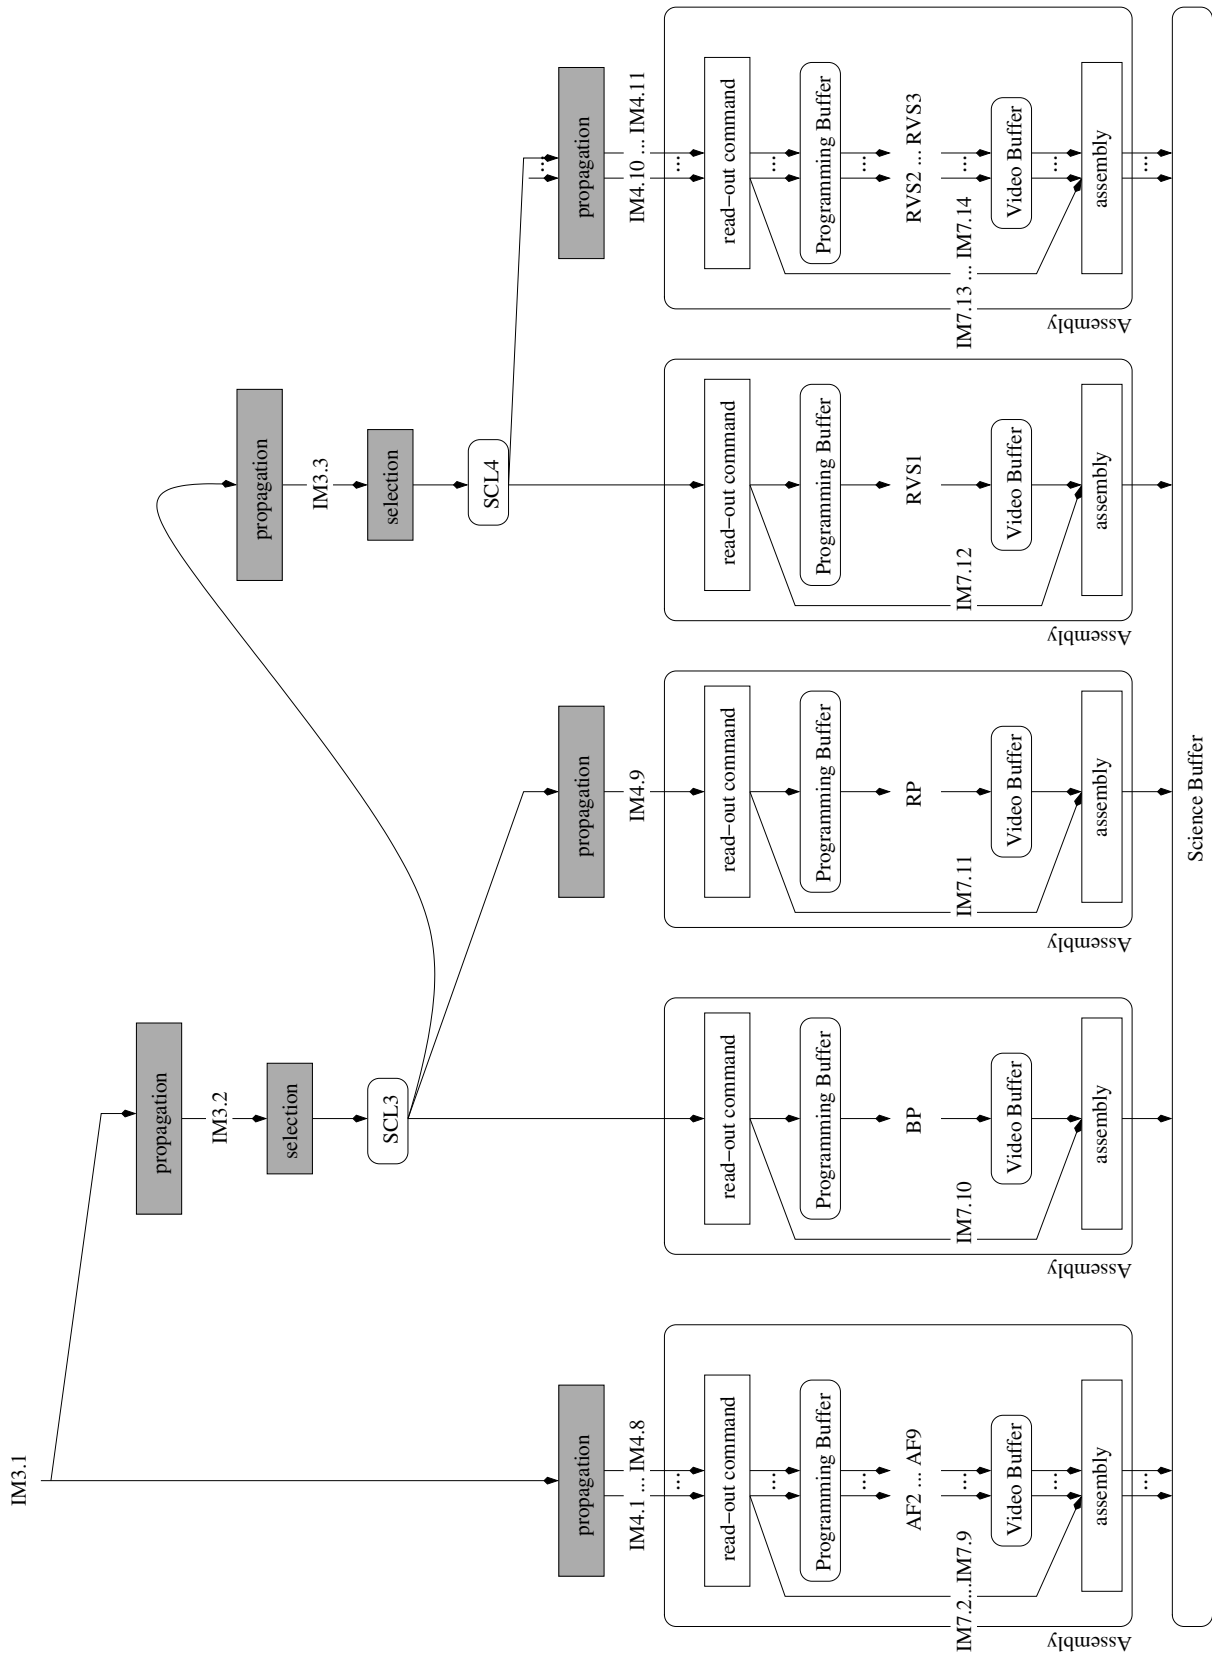 IM3.1
propagation
IM3.2
selection
SCL3
propagation
IM3.3
selection
SCL4
propagation
IM4.1 ... IM4.8
read−out command
...
Programming Buffer
...
AF2 ... AF9
...
IM7.2...IM7.9
Video Buffer
...
assembly
...
Assembly
read−out command
Programming Buffer
BP
IM7.10
Video Buffer
assembly
Assembly
propagation
IM4.9
read−out command
Programming Buffer
RP
IM7.11
Video Buffer
assembly
Assembly
read−out command
Programming Buffer
RVS1
IM7.12
Video Buffer
assembly
Assembly
...
propagation
IM4.10 ... IM4.11
...
read−out command
...
Programming Buffer
...
RVS2 ... RVS3
...
IM7.13 ... IM7.14
Video Buffer
...
assembly
...
Assembly
Science Buffer